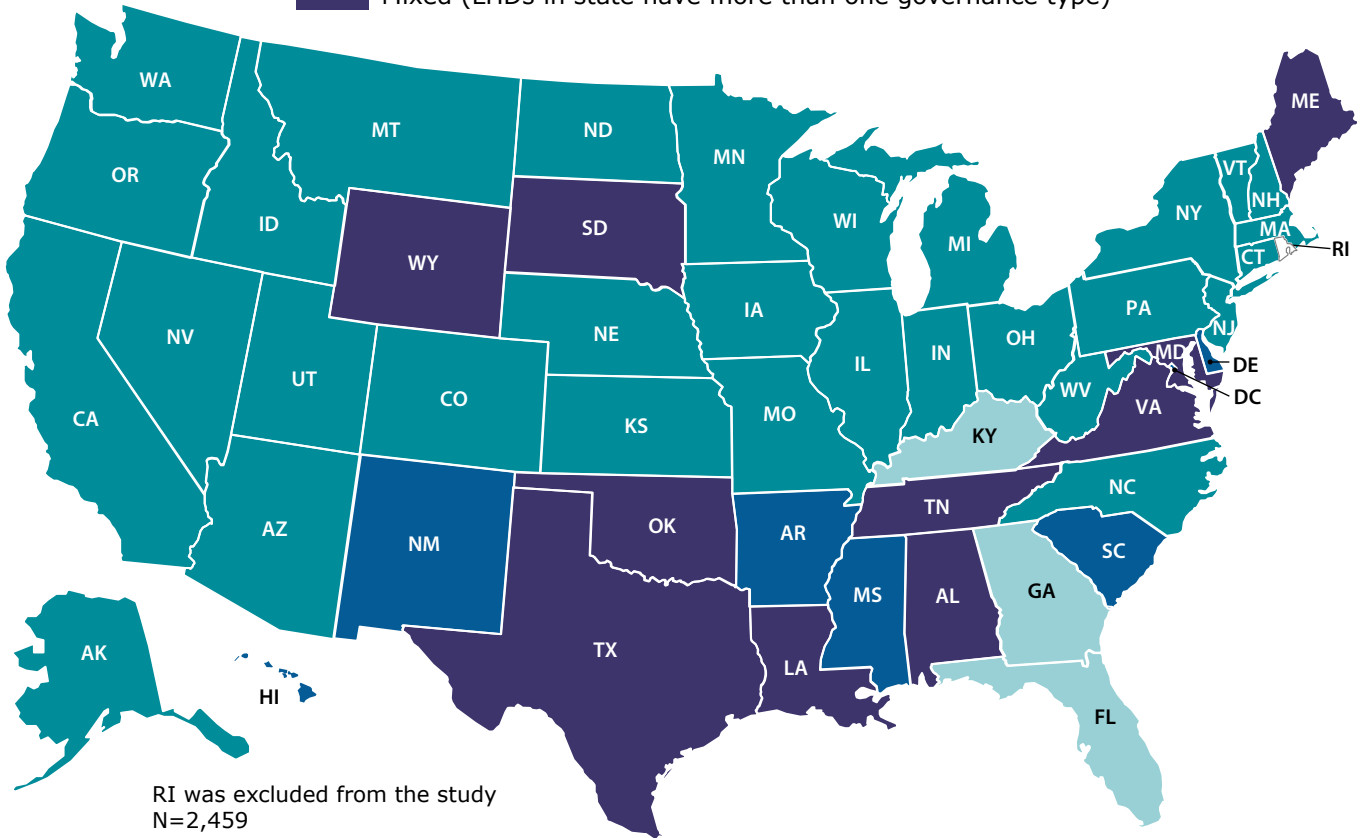 Mixed (LHDs in state have more than one governance type)
WA
MT
ND
MN
ME
OR
ID
WY
SD
WI
MI
NY
VT
NH
MA
CT
RI
NV
UT
CO
NE
IA
IL
IN
OH
PA
NJ
MD
DE
DC
CA
KS
MO
KY
WV
VA
AZ
NM
OK
AR
TN
NC
SC
MS
AL
GA
TX
LA
FL
AK
HI
RI was excluded from the study
N=2,459